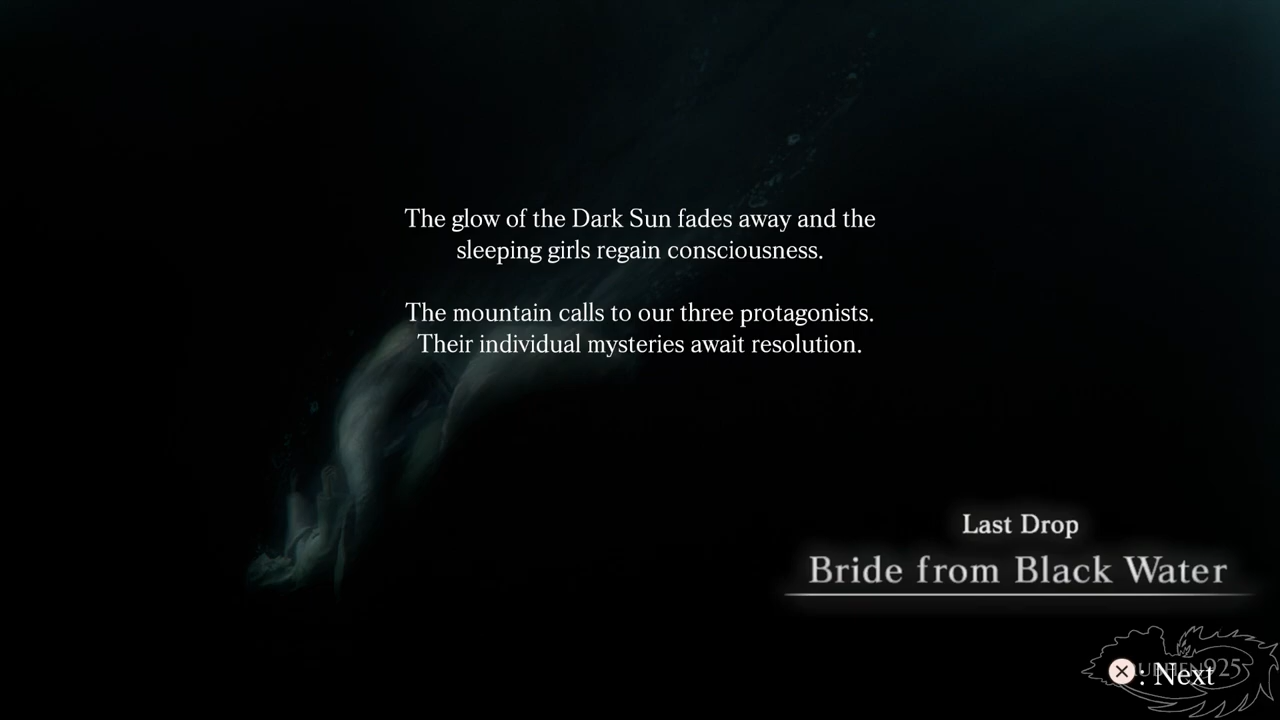 The glow of the Dark Sun fades away and the
sleeping girls regain consciousness.
The mountain calls to our three protagonists.
Their individual mysteries await resolution.
Last Drop
Bride from Black Water
: Next